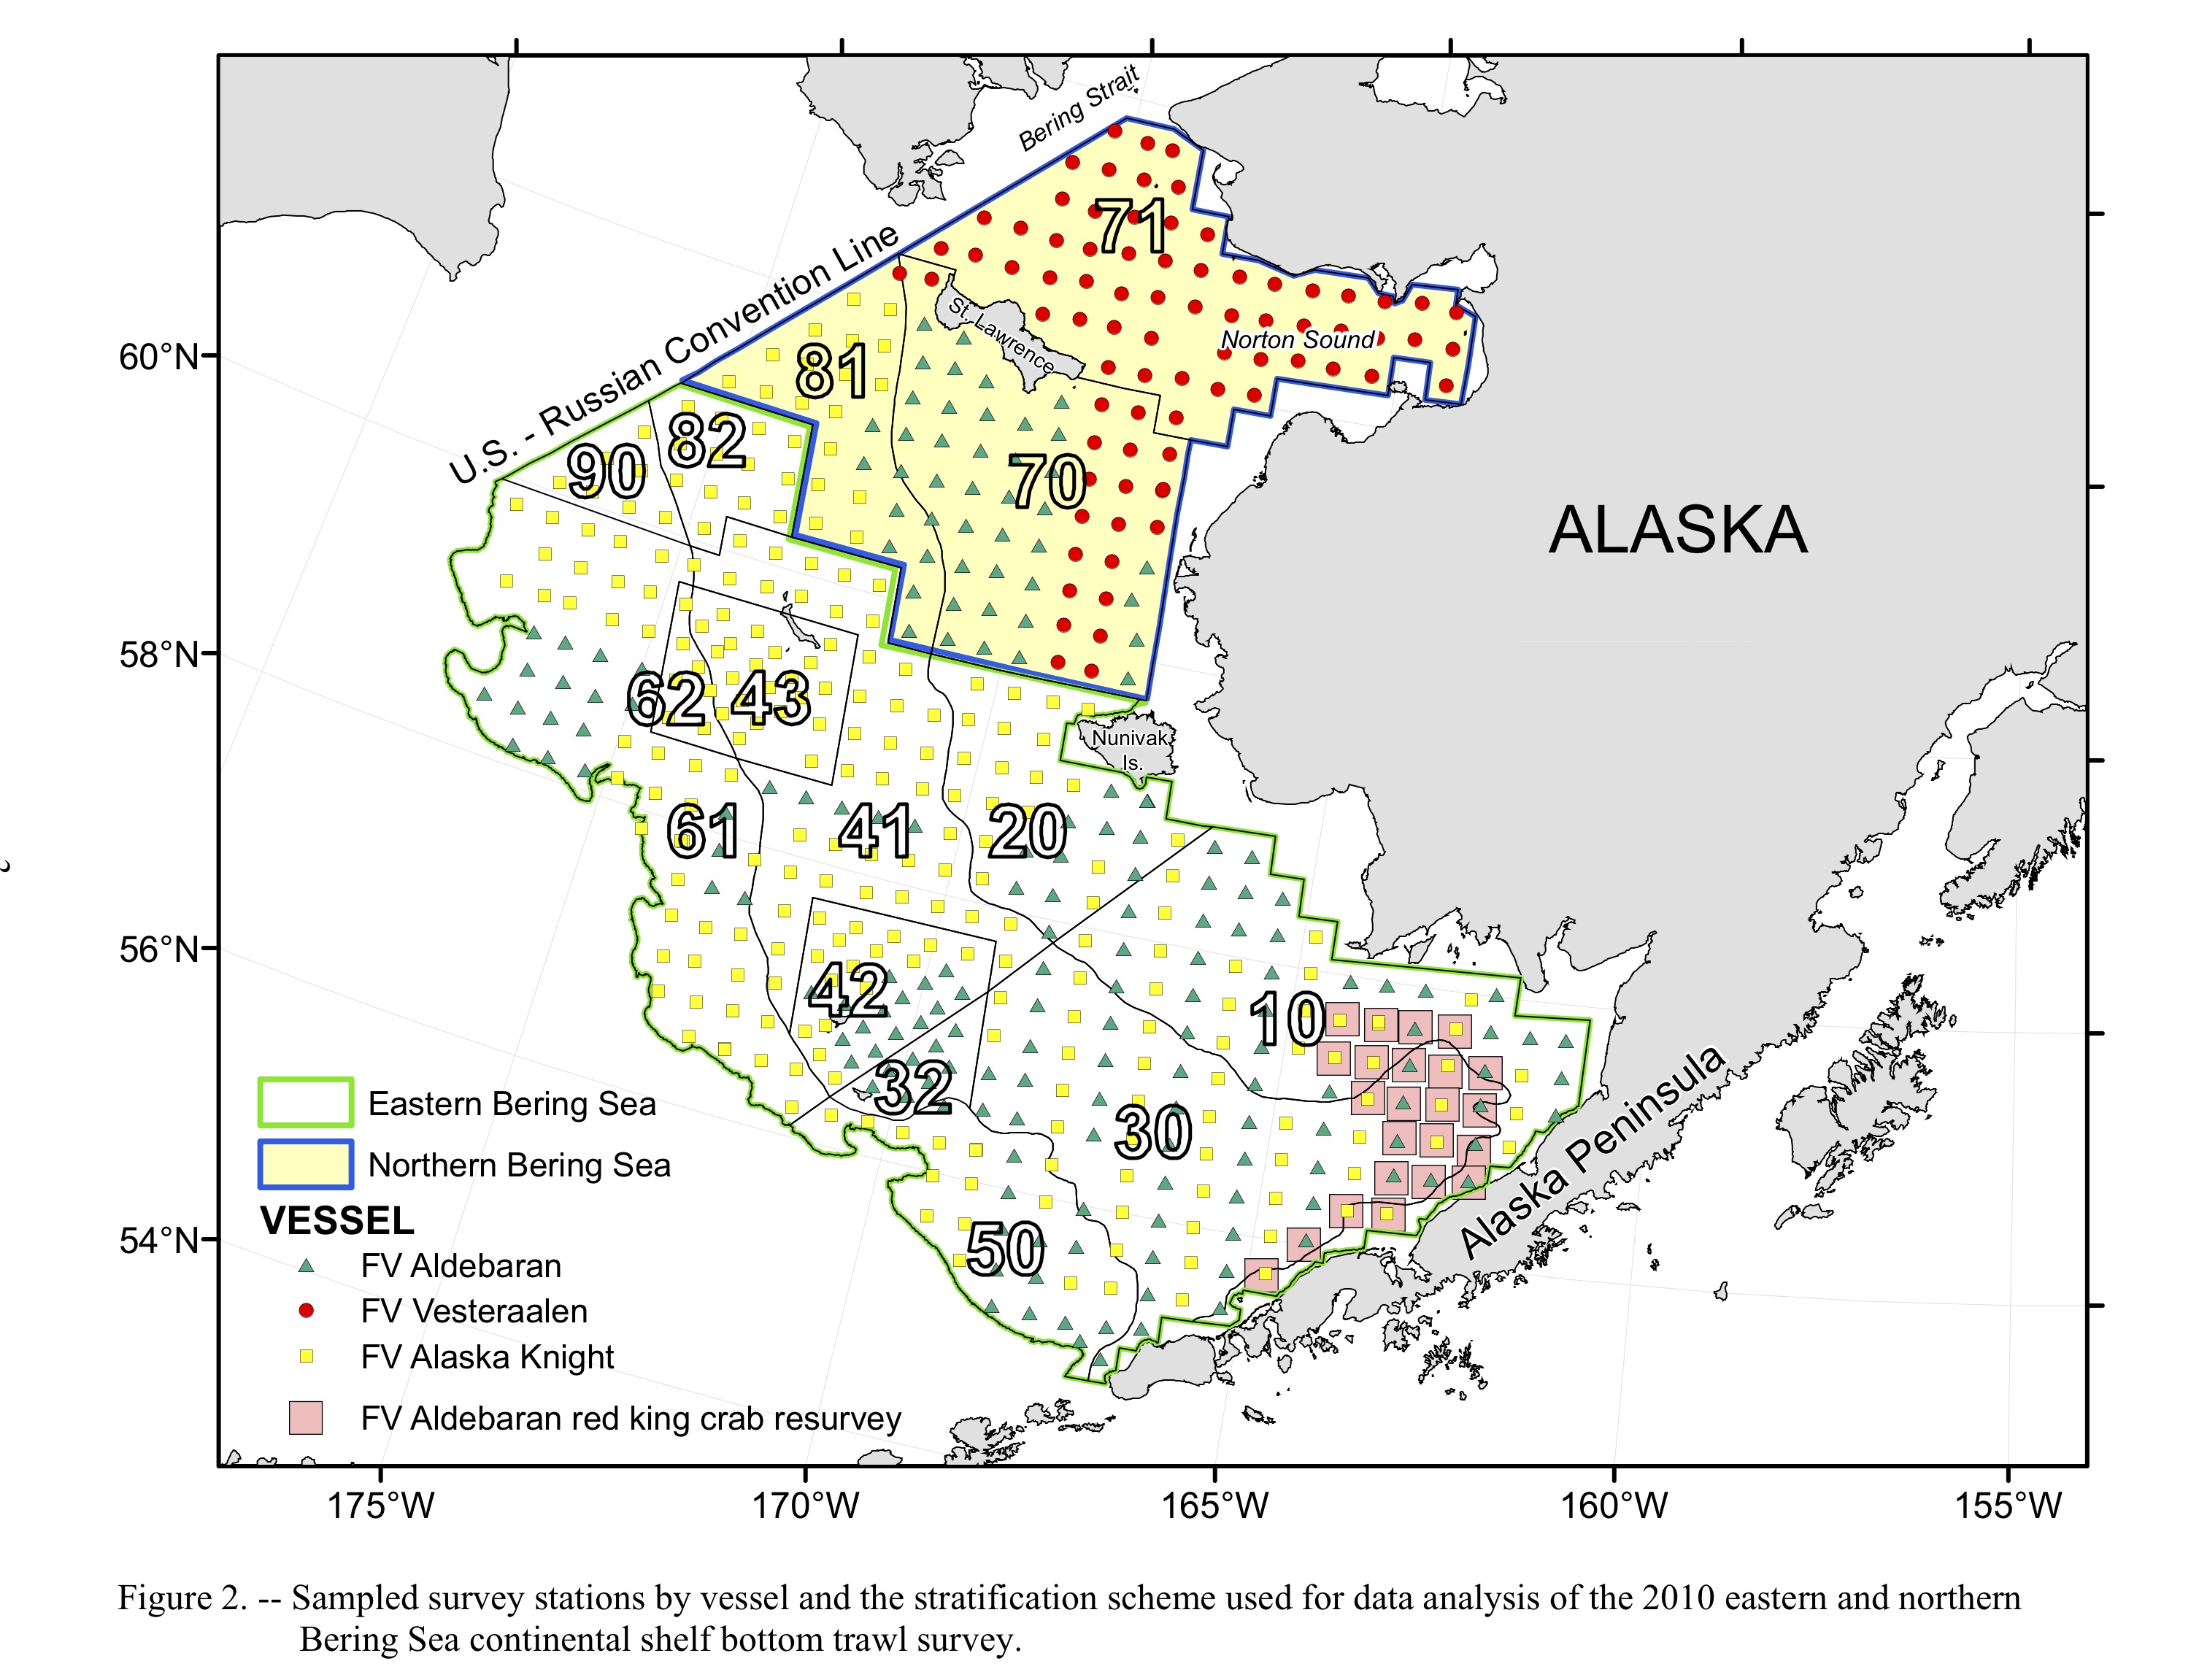 Bering Strait
71
U.S. - Russian Convention Line
St. Lawrence
Norton Sound
81
60°N
82
90
70
ALASKA
58°N
62
43
Nunivak
Is.
61
41
20
56°N
42
10
32
30
Alaska Peninsula
50
54°N
Eastern Bering Sea
Northern Bering Sea
VESSEL
FV Aldebaran
FV Vesteraalen
FV Alaska Knight
FV Aldebaran red king crab resurvey
175°W
170°W
165°W
160°W
155°W
Figure 2. -- Sampled survey stations by vessel and the stratification scheme used for data analysis of the 2010 eastern and northern
Bering Sea continental shelf bottom trawl survey.